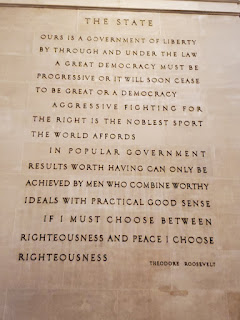 THE STATE
OURS IS A GOVERNMENT OF LIBERTY
BY THROUGH AND UNDER THE LAW
A GREAT DEMOCRACY MUST BE
PROGRESSIVE OR IT WILL SOON CEASE
TO BE GREAT OR A DEMOCRACY
AGGRESSIVE FIGHTING FOR
THE RIGHT IS THE NOBLEST SPORT
THE WORLD AFFORDS
IN POPULAR GOVERNMENT
RESULTS WORTH HAVING CAN ONLY BE
ACHIEVED BY MEN WHO COMBINE WORTHY
IDEALS WITH PRACTICAL GOOD SENSE
IF I MUST CHOOSE BETWEEN
RIGHTEOUSNESS AND PEACE I CHOOSE
RIGHTEOUSNESS
THEODORE ROOSEVELT